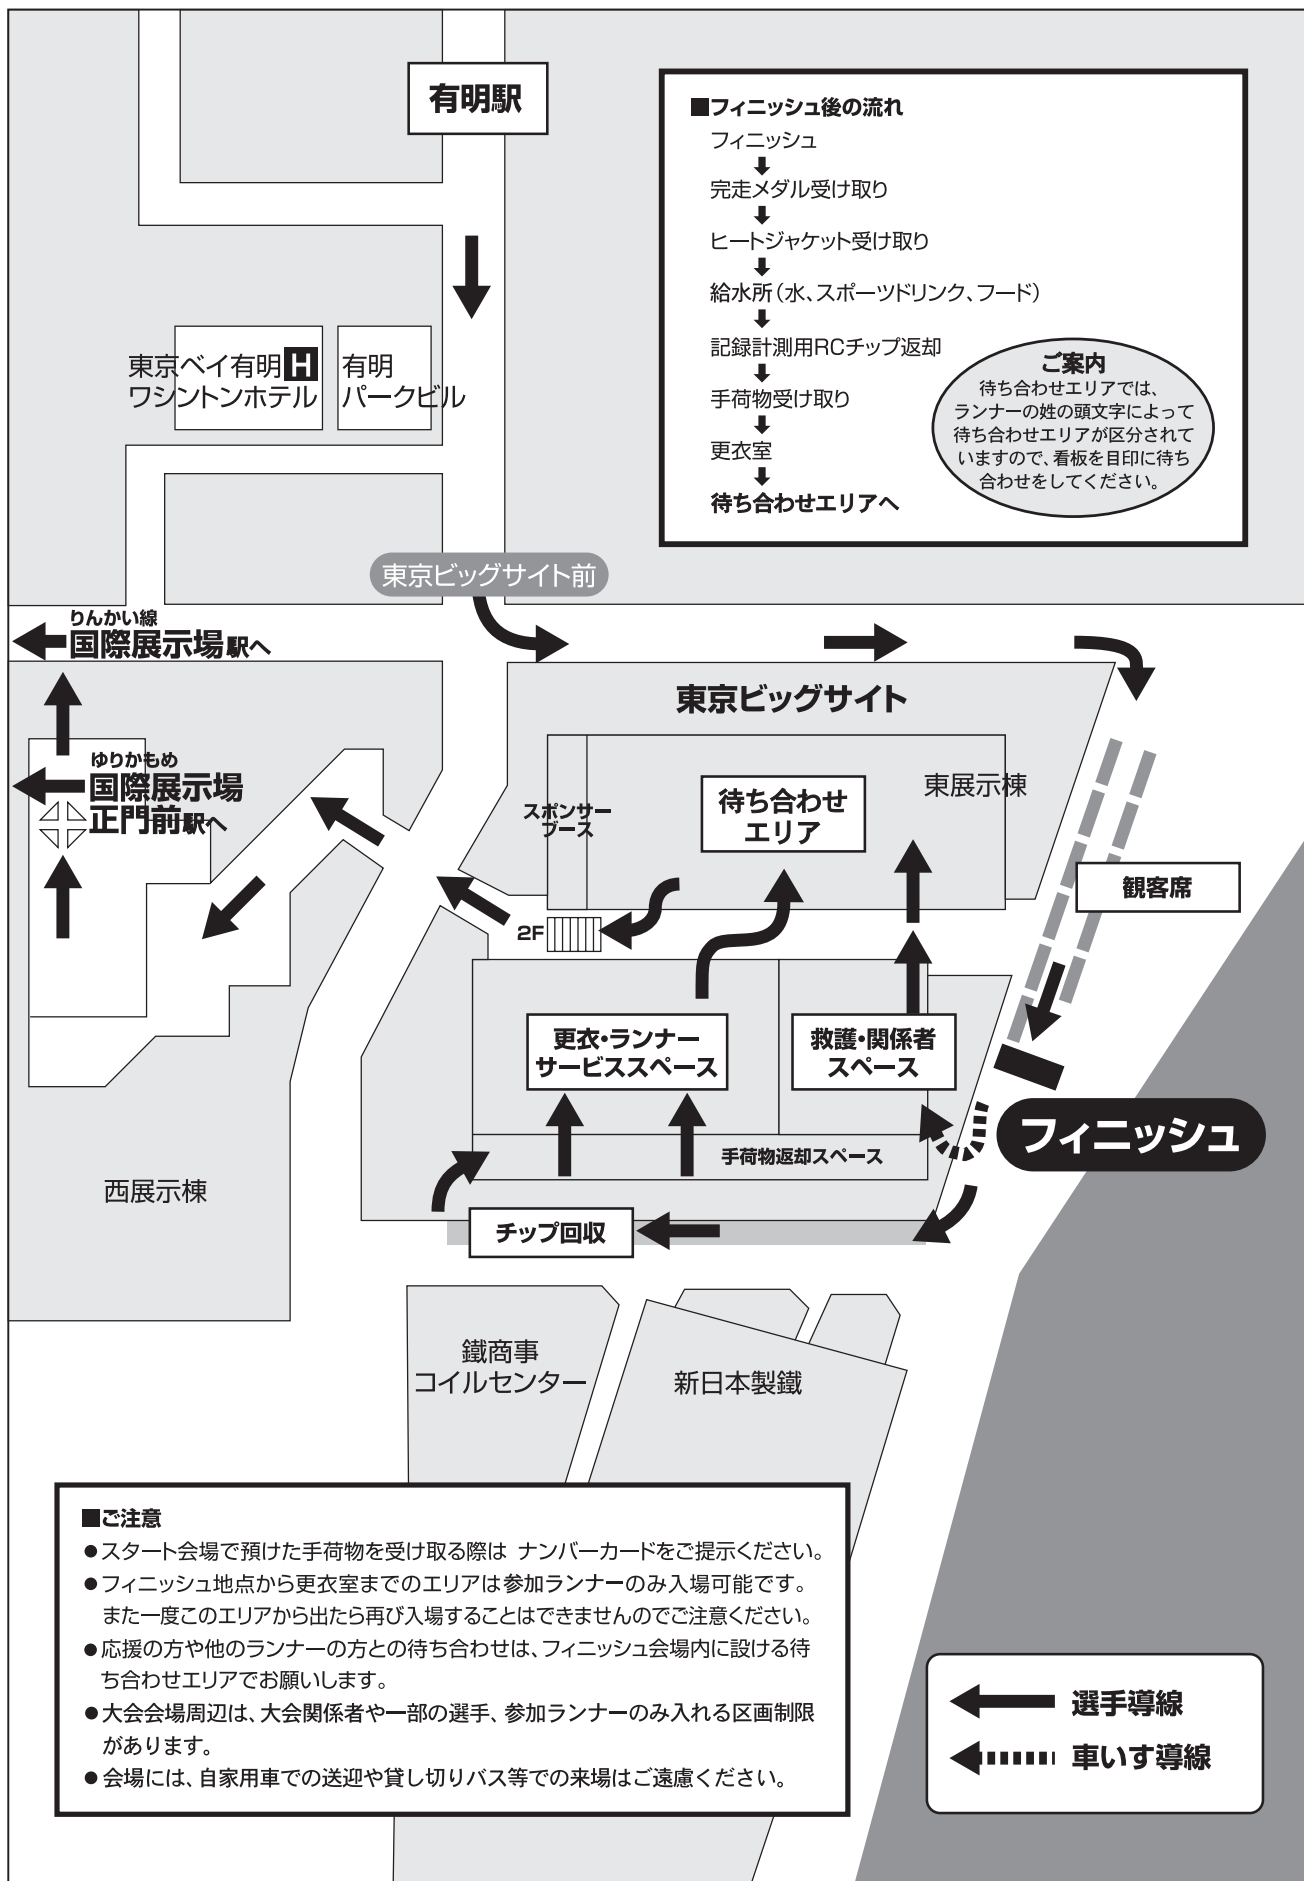 有明駅
■フィニッシュ後の流れ
フィニッシュ
完走メダル受け取り
ヒートジャケット受け取り
給水所（水、スポーツドリンク、フード）
記録計測用RCチップ返却
手荷物受け取り
更衣室
待ち合わせエリアへ
ご案内
待ち合わせエリアでは、
ランナーの姓の頭文字によって
待ち合わせエリアが区分されて
いますので、看板を目印に待ち
合わせをしてください。
東京ベイ有明 H
ワシントンホテル
有明
パークビル
東京ビッグサイト前
りんかい線
国際展示場駅へ
ゆりかもめ
国際展示場
正門前駅へ
東京ビッグサイト
東展示棟
スポンサー
ブース
待ち合わせ
エリア
観客席
2F
更衣・ランナー
サービススペース
救護・関係者
スペース
フィニッシュ
手荷物返却スペース
西展示棟
チップ回収
鐵商事
コイルセンター
新日本製鐵
■ご注意
●スタート会場で預けた手荷物を受け取る際は ナンバーカードをご提示ください。
●フィニッシュ地点から更衣室までのエリアは参加ランナーのみ入場可能です。
また一度このエリアから出たら再び入場することはできませんのでご注意ください。
●応援の方や他のランナーの方との待ち合わせは、フィニッシュ会場内に設ける待
ち合わせエリアでお願いします。
●大会会場周辺は、大会関係者や一部の選手、参加ランナーのみ入れる区画制限
があります。
●会場には、自家用車での送迎や貸し切りバス等での来場はご遠慮ください。
選手導線
車いす導線